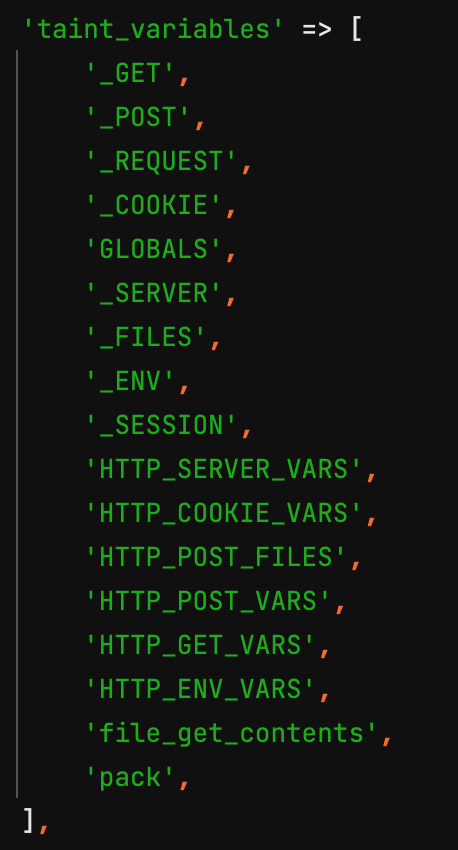 'taint_variables' => [
'_GET',
'_POST',
'_REQUEST',
'_COOKIE',
'GLOBALS',
'_SERVER',
'_FILES',
'_ENV',
'_SESSION',
'HTTP_SERVER_VARS',
'HTTP_COOKIE_VARS',
'HTTP_POST_FILES',
'HTTP_POST_VARS',
'HTTP_GET_VARS',
'HTTP_ENV_VARS',
'file_get_contents',
'pack',
],